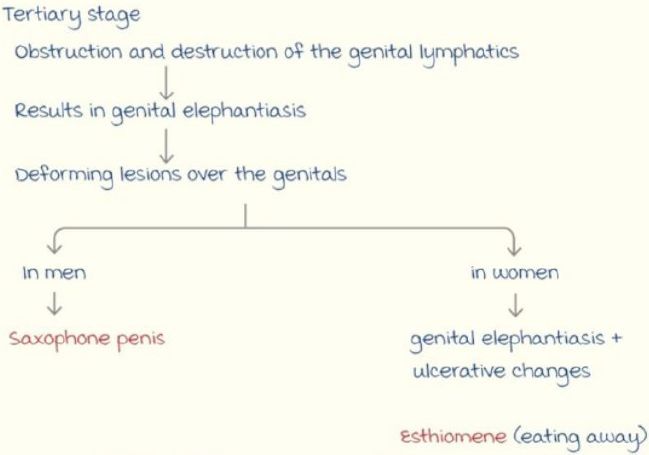 Tertiary stage
Obstruction and destruction of the genital lymphatics
Results in genital elephantiasis
Deforming lesions over the genitals
In men
in women
Saxophone penis
genital elephantiasis +
ulcerative changes
Esthiomene (eating away)